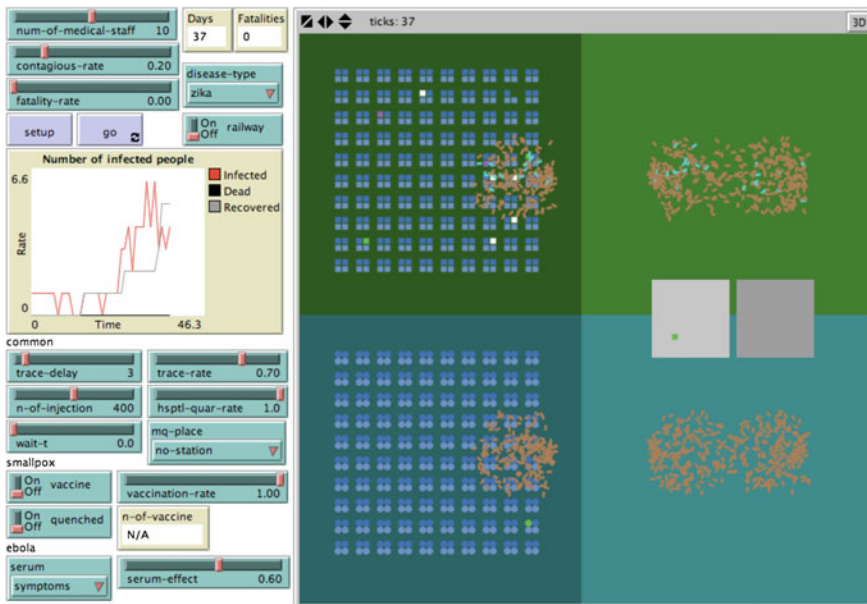 num-of-medical-staff 10
Days
37
Fatalities
0
contagious-rate 0.20
disease-type
zika
fatality-rate 0.00
setup
go
On
Off
railway
Number of infected people
6.6
Rate
0
0
Time
46.3
Infected
Dead
Recovered
common
trace-delay 3
trace-rate 0.70
n-of-injection 400
hsptl-quar-rate 1.0
wait-t 0.0
mq-place
no-station
smallpox
On
Off
vaccine
vaccination-rate 1.00
On
Off
quenched
n-of-vaccine
N/A
ebola
serum
symptoms
serum-effect 0.60
ticks: 37
3D